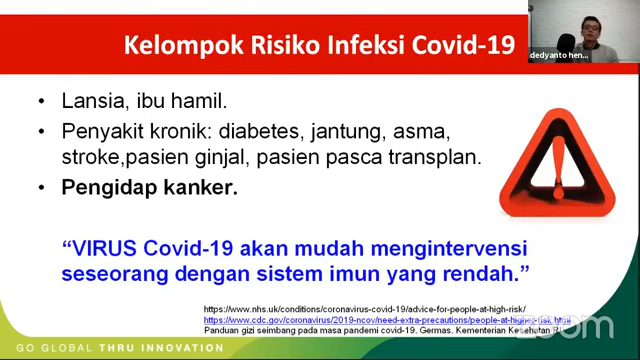 Kelompok Risiko Infeksi Covid-19
dedyanto hen...
• Lansia, ibu hamil.
• Penyakit kronik: diabetes, jantung, asma,
stroke,pasien ginjal, pasien pasca transplan.
• Pengidap kanker.
“VIRUS Covid-19 akan mudah mengintervensi
seseorang dengan sistem imun yang rendah.”
https://www.nhs.uk/conditions/coronavirus-covid-19/advice-for-people-at-high-risk/
https://www.cdc.gov/coronavirus/2019-ncov/need-extra-precautions/people-at-high-risk.html
Panduan gizi seimbang pada masa pandemi covid-19. Germas. Kementerian Kesehatan RI
zoom
GO GLOBAL THRU INNOVATION